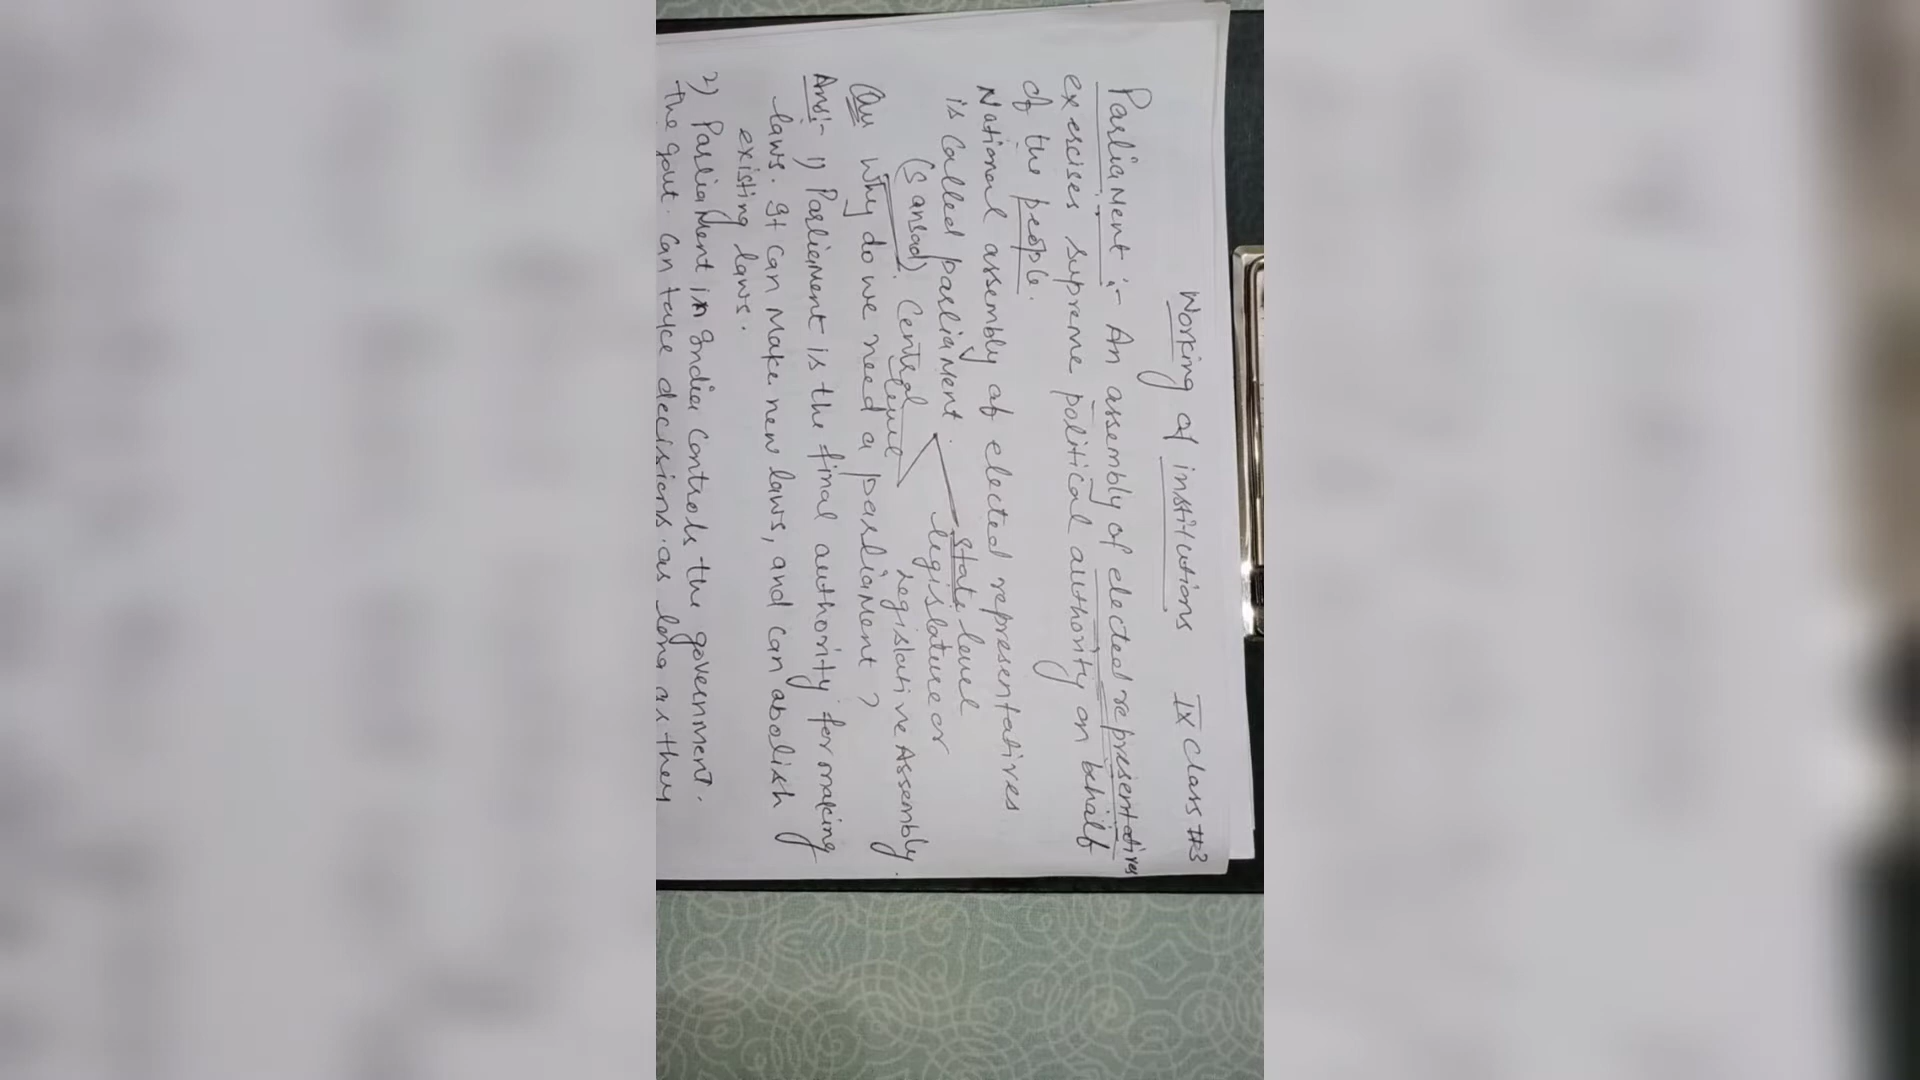 Working of institutions IX Class #3
Parliament :- An assembly of elected representatives
exercises supreme political authority on behalf
of the people.
National assembly of elected representatives
is called parliament. State level
(Sansad). Central level legislature or
Legislative Assembly.
Qu Why do we need a parliament ?
Ans:- 1) Parliament is the final authority for making
laws. It can make new laws, and can abolish
existing laws.
2) Parliament in India controls the government.
the govt. can take decisions as long as they